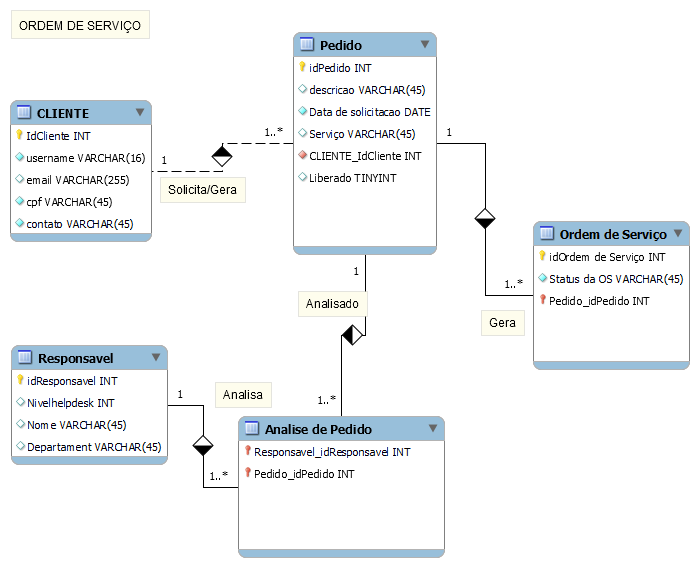 ORDEM DE SERVIÇO
Pedido
idPedido INT
descricao VARCHAR(45)
Data de solicitacao DATE
Serviço VARCHAR(45)
CLIENTE_IdCliente INT
Liberado TINYINT
CLIENTE
IdCliente INT
username VARCHAR(16)
email VARCHAR(255)
cpf VARCHAR(45)
contato VARCHAR(45)
1
1..*
Solicita/Gera
1
1..*
Gera
Ordem de Serviço
idOrdem de Serviço INT
Status da OS VARCHAR(45)
Pedido_idPedido INT
1
Analisado
1..*
Responsavel
idResponsavel INT
Nivelhelpdesk INT
Nome VARCHAR(45)
Departament VARCHAR(45)
1
Analisa
1..*
Analise de Pedido
Responsavel_idResponsavel INT
Pedido_idPedido INT